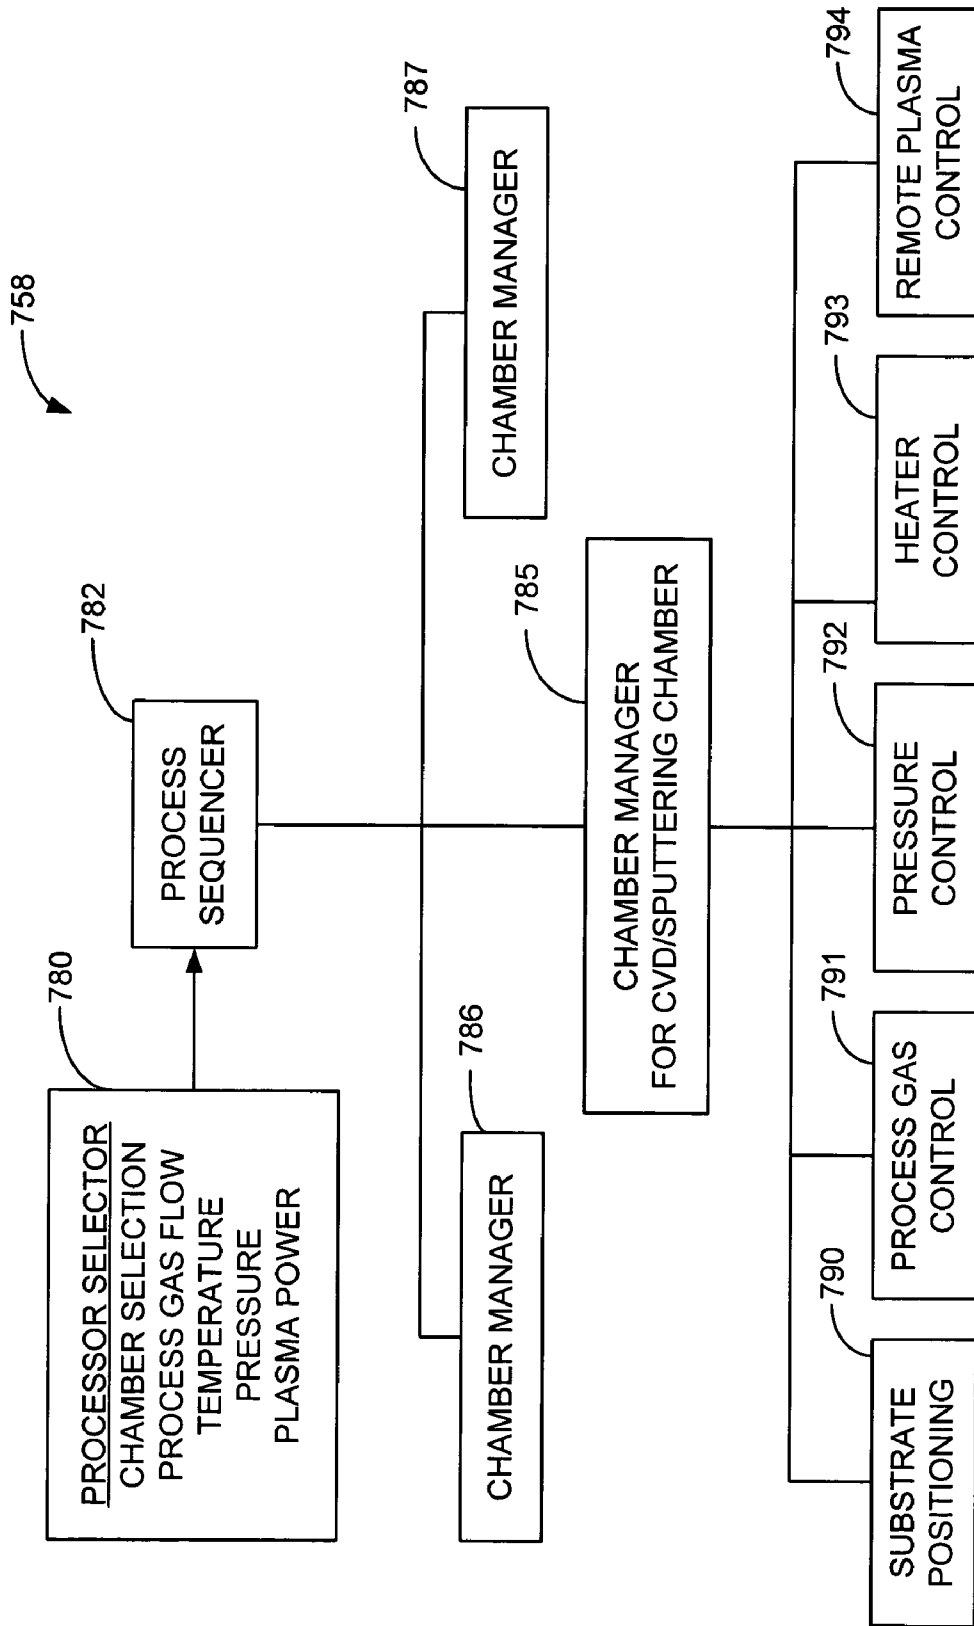 758
780
PROCESSOR SELECTOR
CHAMBER SELECTION
PROCESS GAS FLOW
TEMPERATURE
PRESSURE
PLASMA POWER
782
PROCESS
SEQUENCER
786
CHAMBER MANAGER
787
CHAMBER MANAGER
785
CHAMBER MANAGER
FOR CVD/SPUTTERING CHAMBER
790
SUBSTRATE
POSITIONING
791
PROCESS GAS
CONTROL
792
PRESSURE
CONTROL
793
HEATER
CONTROL
794
REMOTE PLASMA
CONTROL